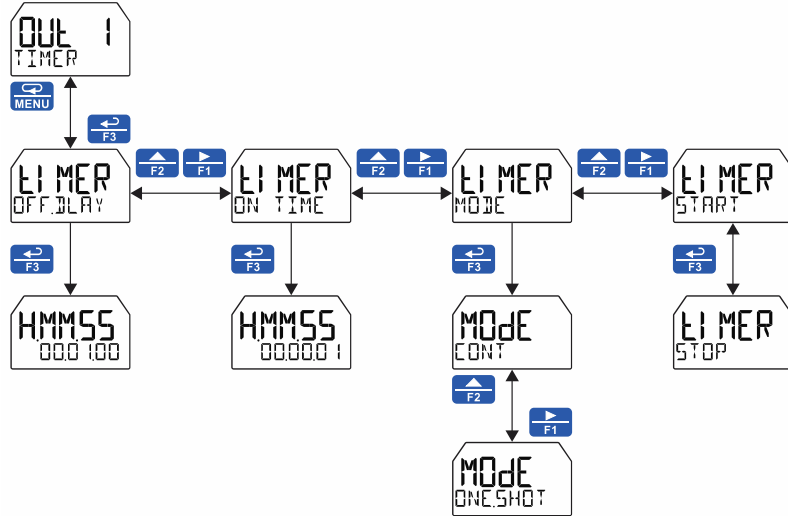 OUt 1
TIMER
MENU
F3
tIMER
OFF.DLAY
F2 F1
tIMER
ON TIME
F2 F1
tIMER
MODE
F2 F1
tIMER
START
F3
F3
F3
F3
H.MM.SS
00.01.00
H.MM.SS
00.00.01
MOdE
CONT
tIMER
STOP
F2
F1
MOdE
ONE.SHOT